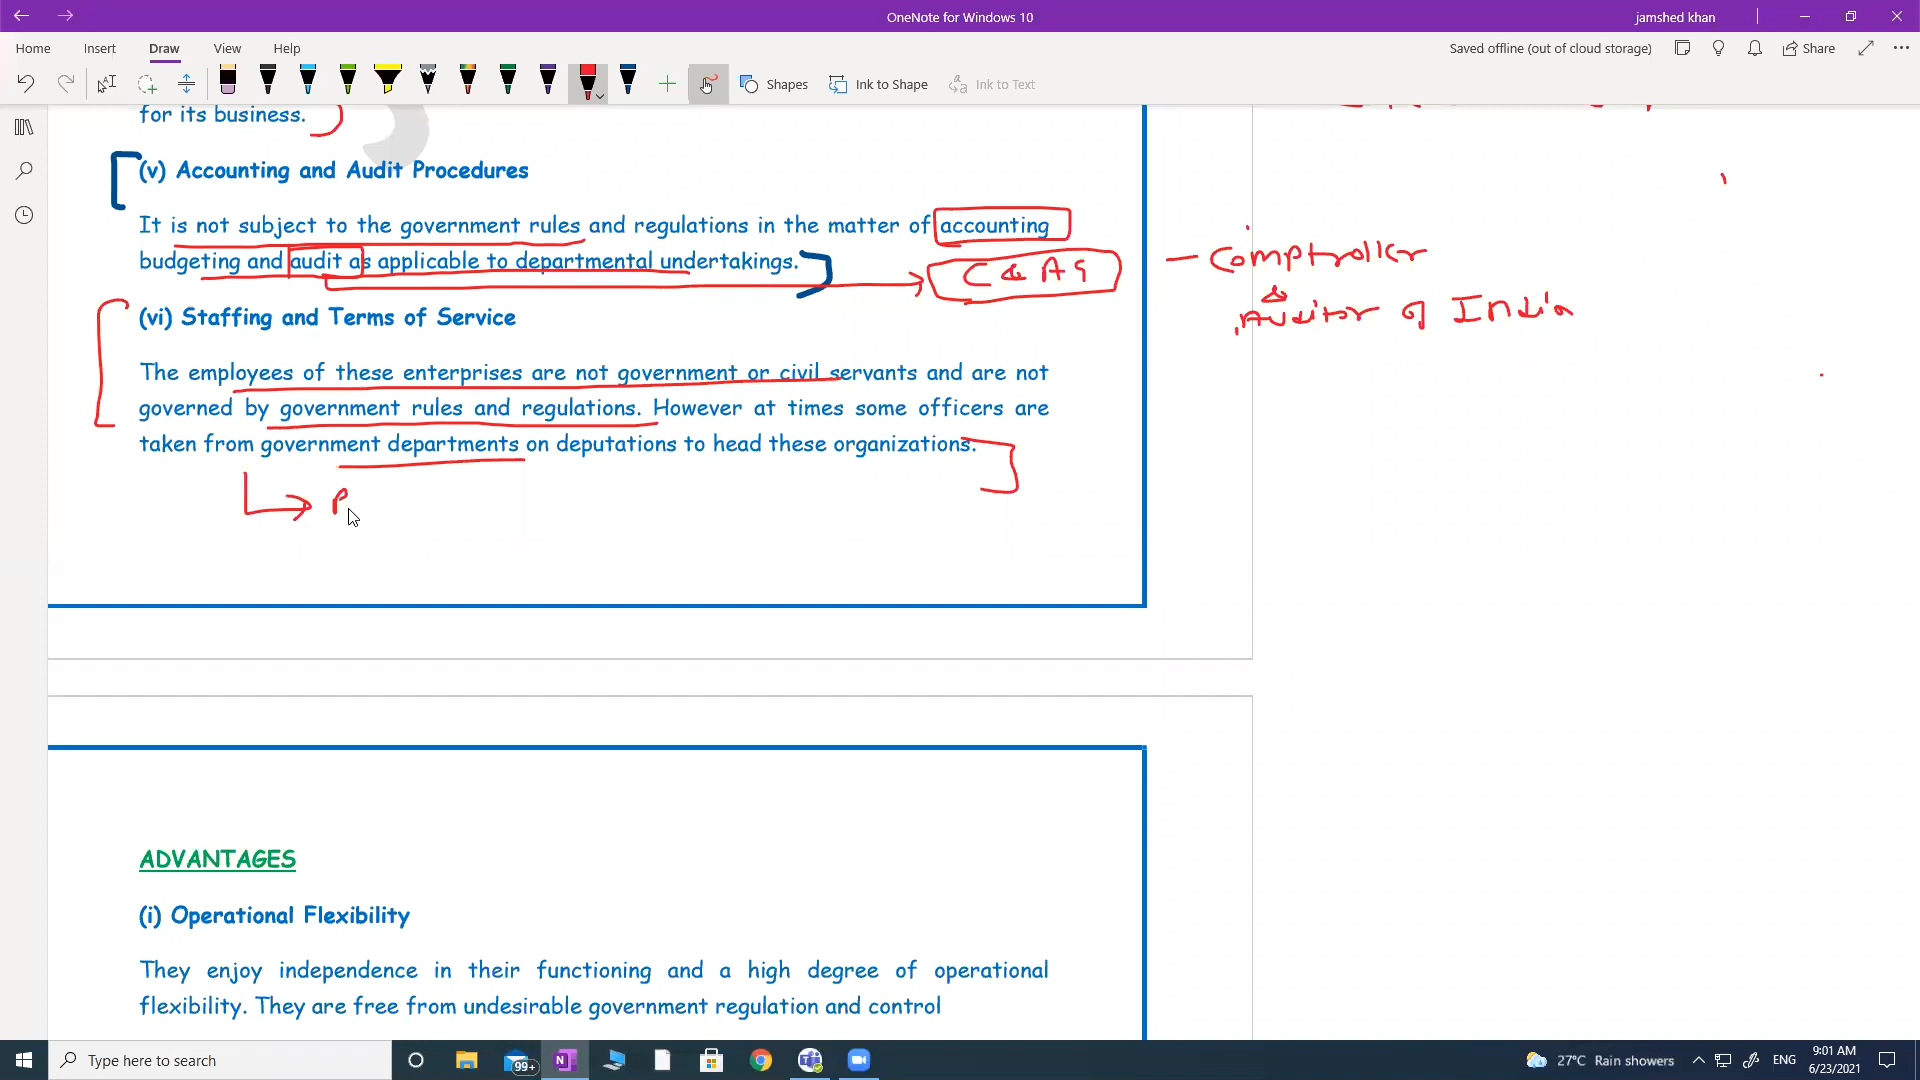 OneNote for Windows 10
jamshed khan
Home Insert Draw View Help
Saved offline (out of cloud storage)
Share
Shapes
Ink to Shape
Ink to Text
for its business.
(v) Accounting and Audit Procedures
It is not subject to the government rules and regulations in the matter of accounting
budgeting and audit as applicable to departmental undertakings.
C & AG
– Comptroller
&
Auditor of India
(vi) Staffing and Terms of Service
The employees of these enterprises are not government or civil servants and are not
governed by government rules and regulations. However at times some officers are
taken from government departments on deputations to head these organizations.
ADVANTAGES
(i) Operational Flexibility
They enjoy independence in their functioning and a high degree of operational
flexibility. They are free from undesirable government regulation and control
Type here to search
99+
27°C Rain showers
ENG
9:01 AM
6/23/2021